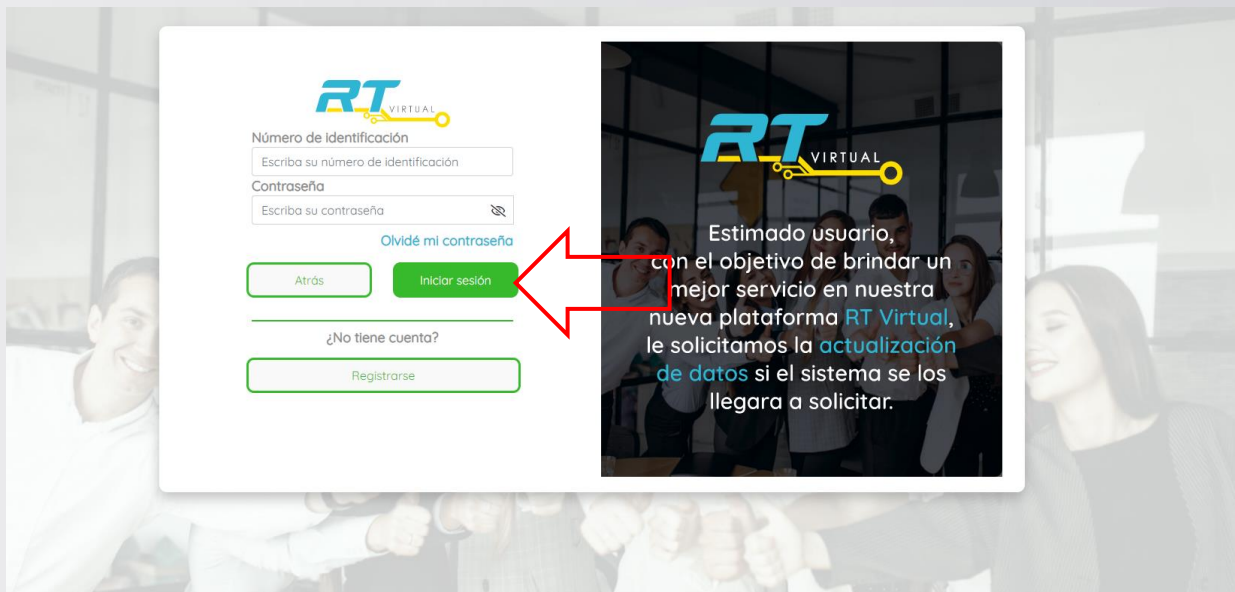 RT VIRTUAL
Número de identificación
Escriba su número de identificación
Contraseña
Escriba su contraseña
Olvidé mi contraseña
Atrás
Iniciar sesión
¿No tiene cuenta?
Registrarse
RT VIRTUAL
Estimado usuario,
con el objetivo de brindar un
mejor servicio en nuestra
nueva plataforma RT Virtual,
le solicitamos la actualización
de datos si el sistema se los
llegara a solicitar.